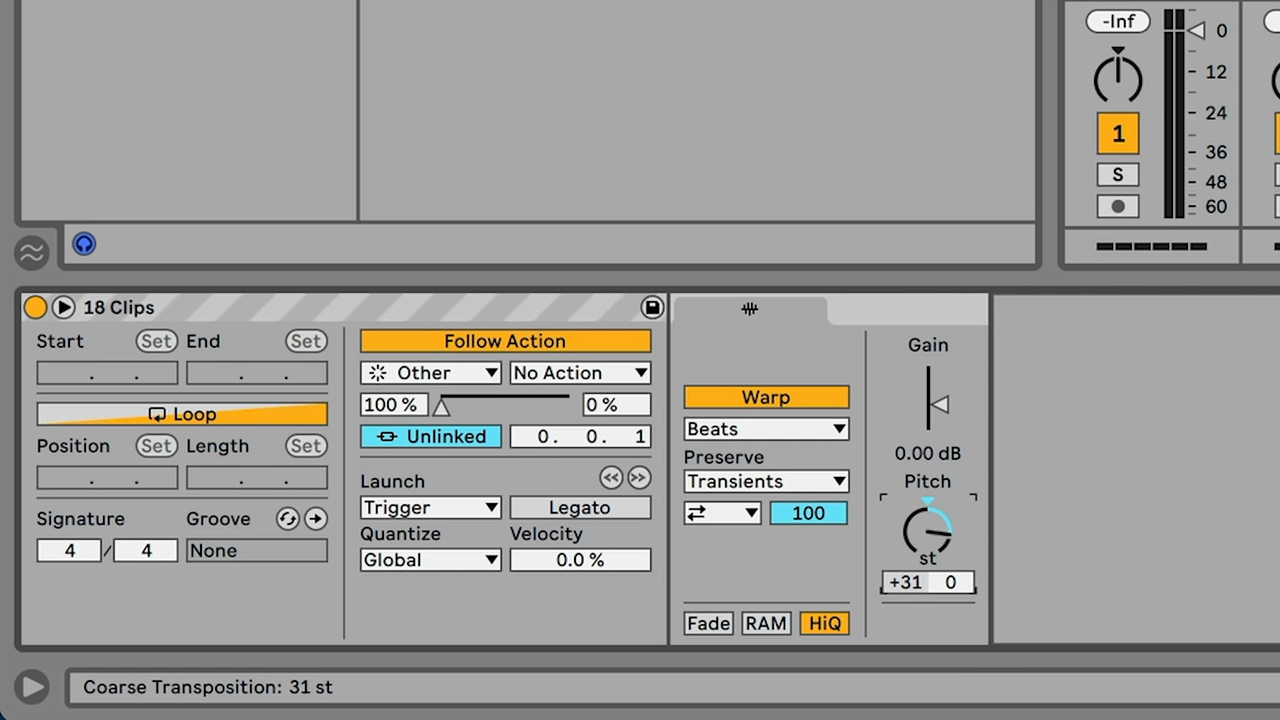 -Inf
0
12
24
36
48
60
1
S
18 Clips
Start Set End Set
. . . .
Loop
Position Set Length Set
. . . .
Signature Groove
4 / 4 None
Follow Action
Other No Action
100 % 0 %
Unlinked 0. 0. 1
Launch
Trigger Legato
Quantize Velocity
Global 0.0 %
Warp
Beats
Preserve
Transients
100
Fade RAM HiQ
Gain
0.00 dB
Pitch
st
+31 0
Coarse Transposition: 31 st